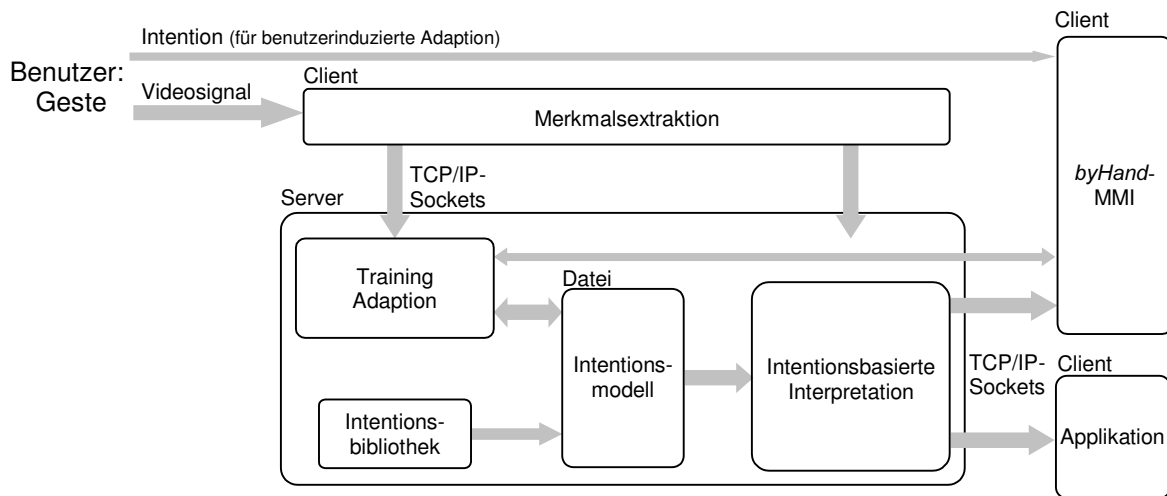 Client
Intention (für benutzerinduzierte Adaption)
Benutzer:
Geste
Videosignal
Client
Merkmalsextraktion
byHand-
MMI
TCP/IP-
Sockets
Server
Training
Adaption
Datei
Intentions-
modell
Intentionsbasierte
Interpretation
TCP/IP-
Sockets
Client
Intentions-
bibliothek
Applikation